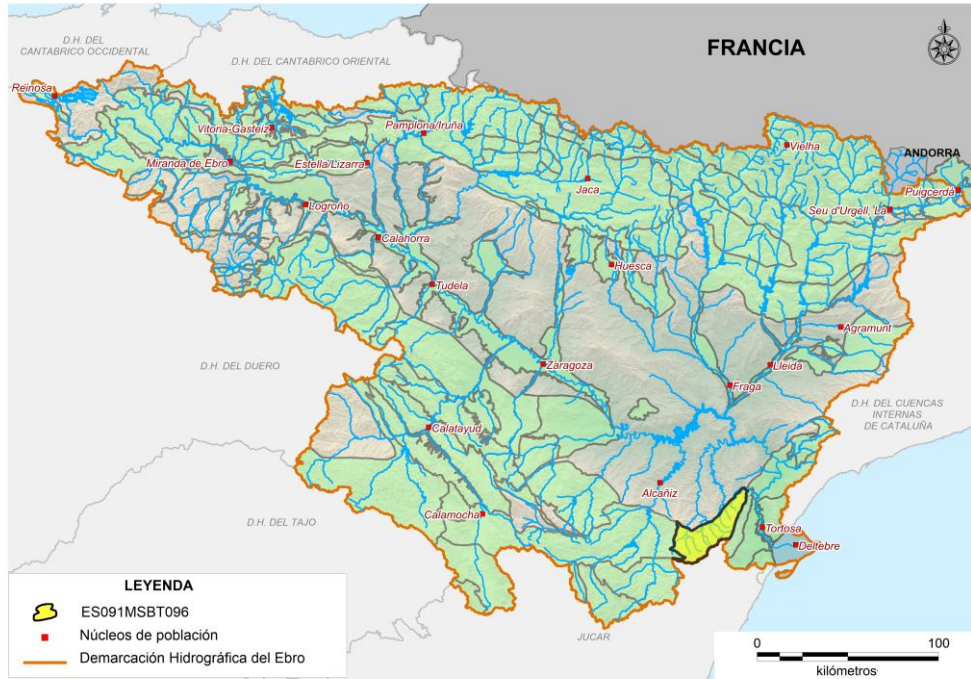 D.H. DEL
CANTABRICO OCCIDENTAL
D.H. DEL CANTABRICO ORIENTAL
FRANCIA
Reinosa
Vitoria-Gasteiz
Pamplona/Iruña
Vielha
ANDORRA
Miranda de Ebro
Estella/Lizarra
Jaca
Puigcerdá
Seu d'Urgell, La
Logroño
Calahorra
Huesca
Tudela
Agramunt
D.H. DEL DUERO
Zaragoza
Lleida
Fraga
D.H. DEL CUENCAS
INTERNAS
DE CATALUÑA
Calatayud
Alcañiz
Calamocha
D.H. DEL TAJO
Tortosa
Deltebre
JUCAR
LEYENDA
ES091MSBT096
Núcleos de población
Demarcación Hidrográfica del Ebro
0 100
kilómetros